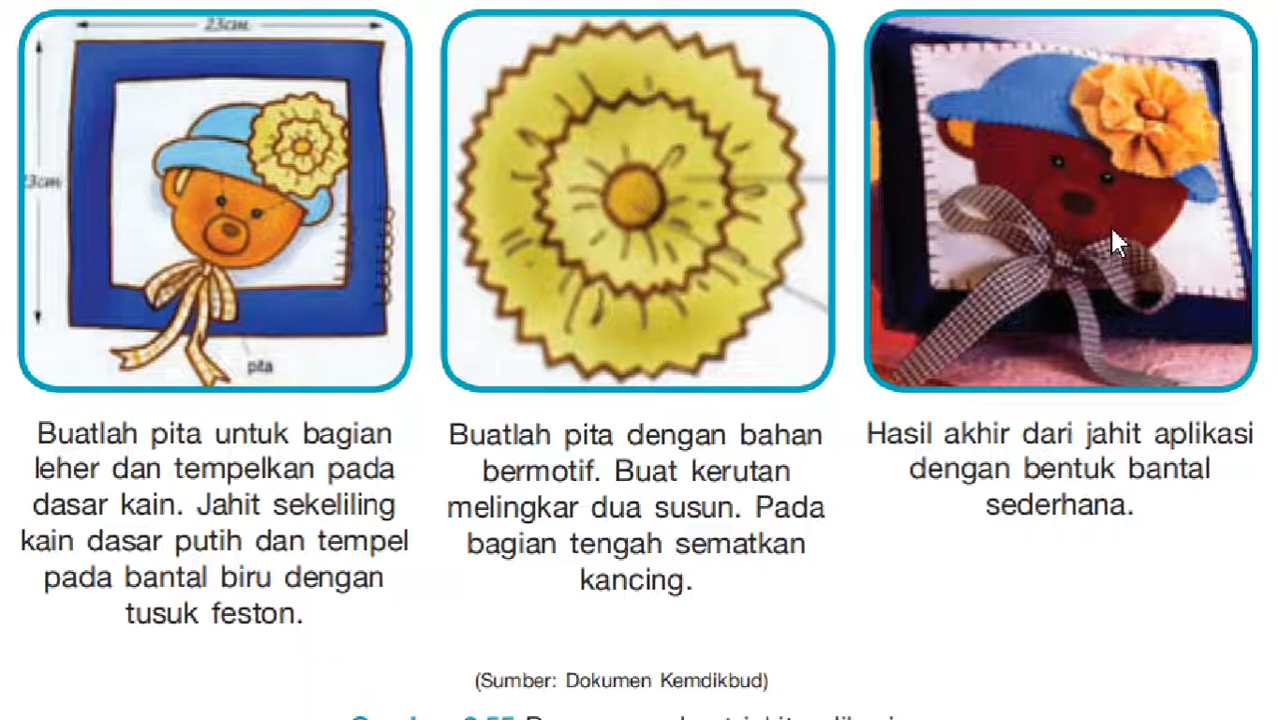 23cm
3cm
pita
Buatlah pita untuk bagian
leher dan tempelkan pada
dasar kain. Jahit sekeliling
kain dasar putih dan tempel
pada bantal biru dengan
tusuk feston.
Buatlah pita dengan bahan
bermotif. Buat kerutan
melingkar dua susun. Pada
bagian tengah sematkan
kancing.
Hasil akhir dari jahit aplikasi
dengan bentuk bantal
sederhana.
(Sumber: Dokumen Kemdikbud)